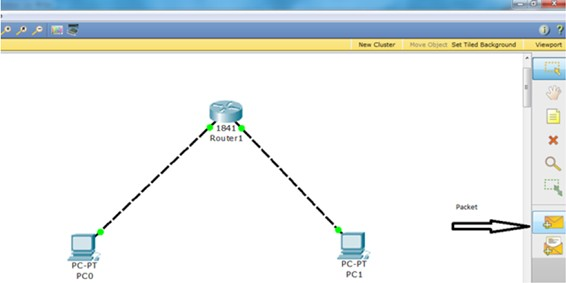 New Cluster Move Object Set Tiled Background Viewport
1841
Router1
Packet
PC-PT
PC0
PC-PT
PC1